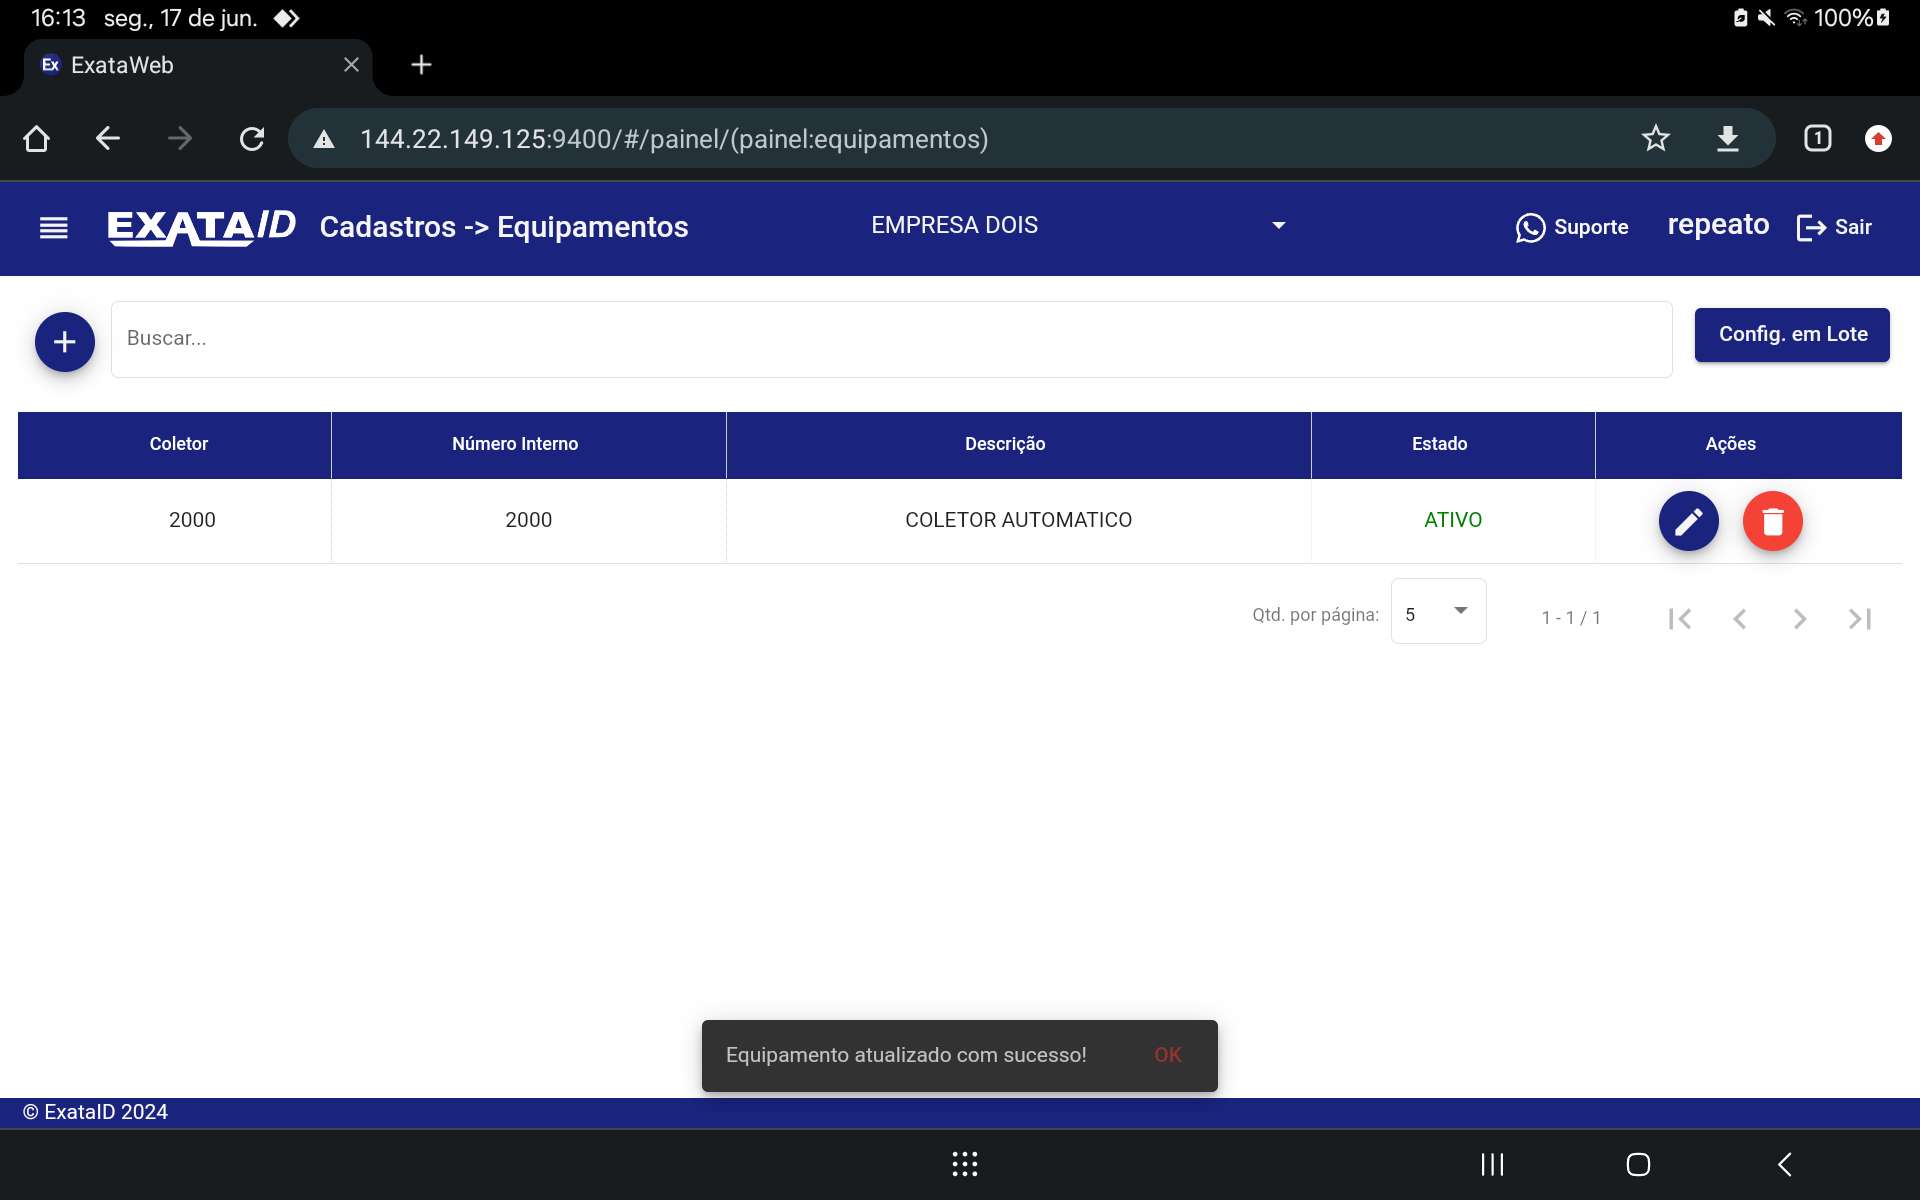 16:13 seg., 17 de jun. 100%
Ex ExataWeb
144.22.149.125:9400/#/painel/(painel:equipamentos) 1
EXATAID Cadastros -> Equipamentos EMPRESA DOIS Suporte repeato Sair
Buscar... Config. em Lote
Coletor Número Interno Descrição Estado Ações
2000 2000 COLETOR AUTOMATICO ATIVO
Qtd. por página: 5 1 - 1 / 1
Equipamento atualizado com sucesso! OK
© ExataID 2024